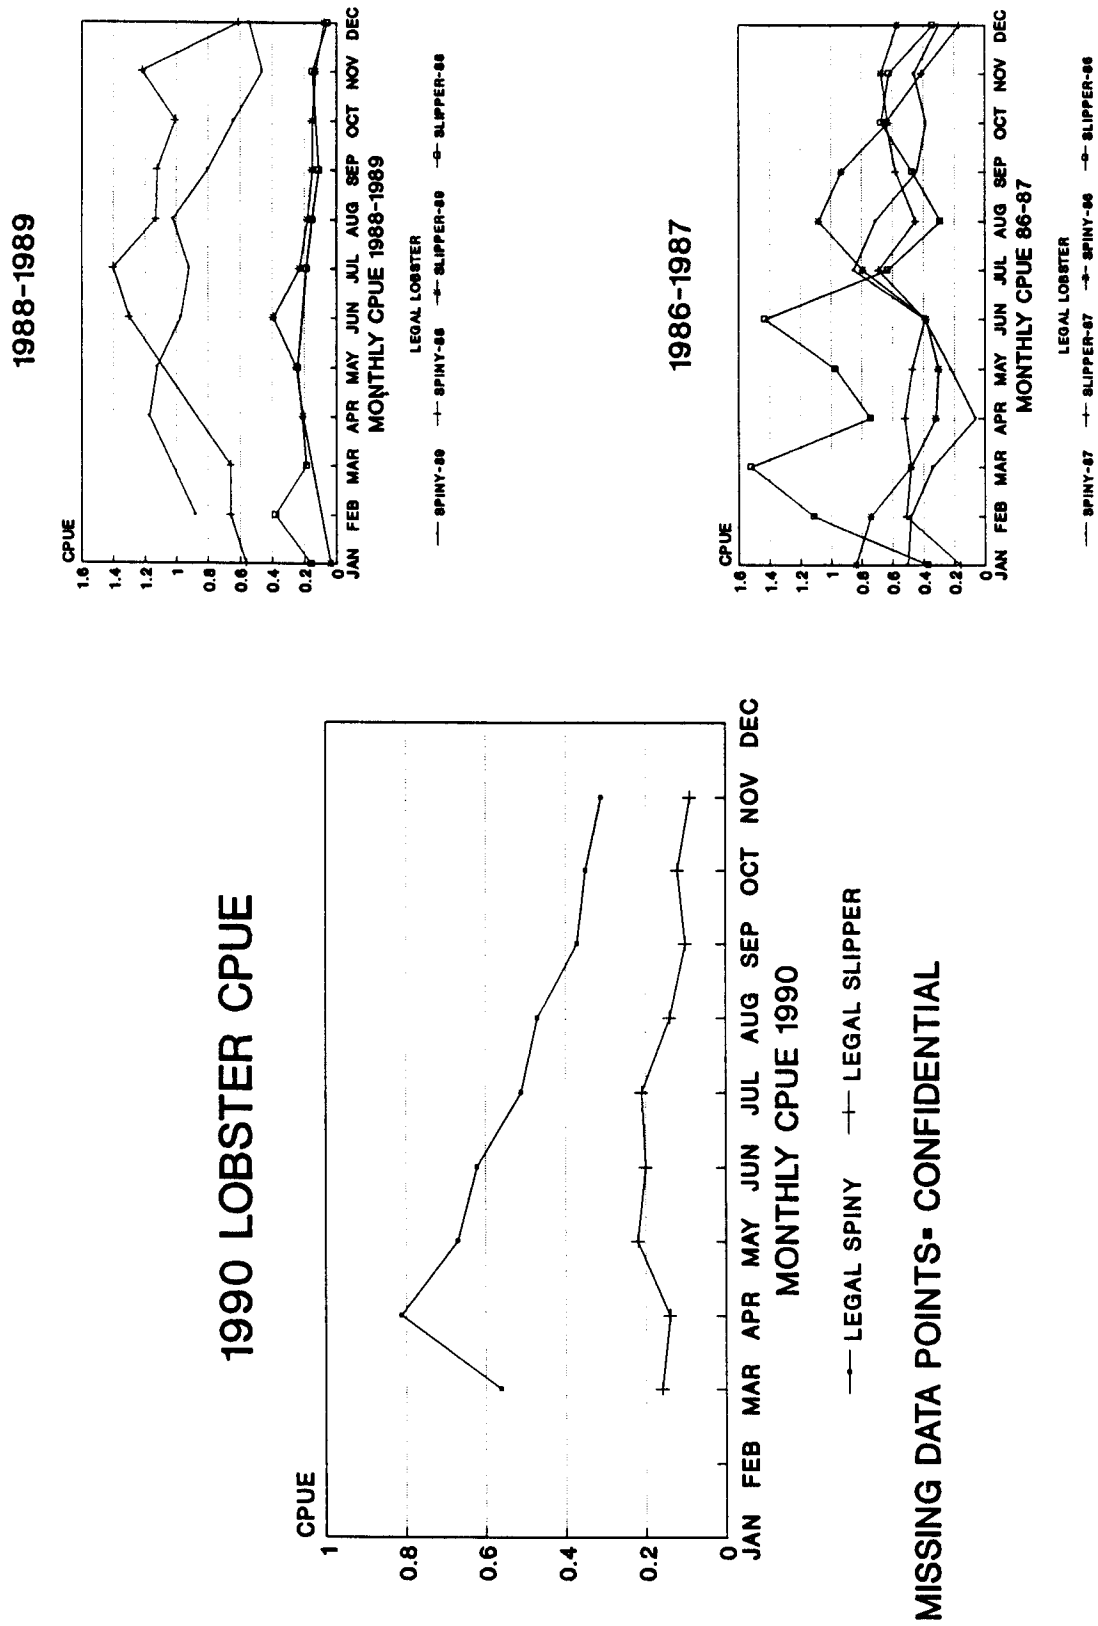 1990 LOBSTER CPUE
CPUE
1
0.8
0.6
0.4
0.2
0
JAN FEB MAR APR MAY JUN JUL AUG SEP OCT NOV DEC
MONTHLY CPUE 1990
LEGAL SPINY LEGAL SLIPPER
MISSING DATA POINTS= CONFIDENTIAL
1988-1989
CPUE
1.6
1.4
1.2
1
0.8
0.6
0.4
0.2
0
JAN FEB MAR APR MAY JUN JUL AUG SEP OCT NOV DEC
MONTHLY CPUE 1988-1989
LEGAL LOBSTER
SPINY-89 SPINY-88 SLIPPER-89 SLIPPER-88
1986-1987
CPUE
1.6
1.4
1.2
1
0.8
0.6
0.4
0.2
0
JAN FEB MAR APR MAY JUN JUL AUG SEP OCT NOV DEC
MONTHLY CPUE 86-87
LEGAL LOBSTER
SPINY-87 SLIPPER-87 SPINY-86 SLIPPER-86